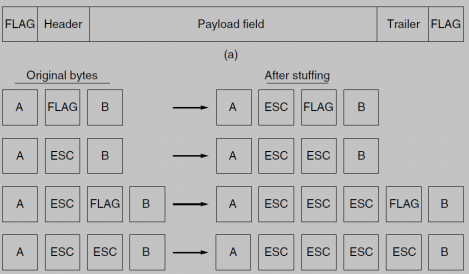 FLAG Header Payload field Trailer FLAG
(a)
Original bytes After stuffing
A FLAG B A ESC FLAG B
A ESC B A ESC ESC B
A ESC FLAG B A ESC ESC ESC FLAG B
A ESC ESC B A ESC ESC ESC ESC B